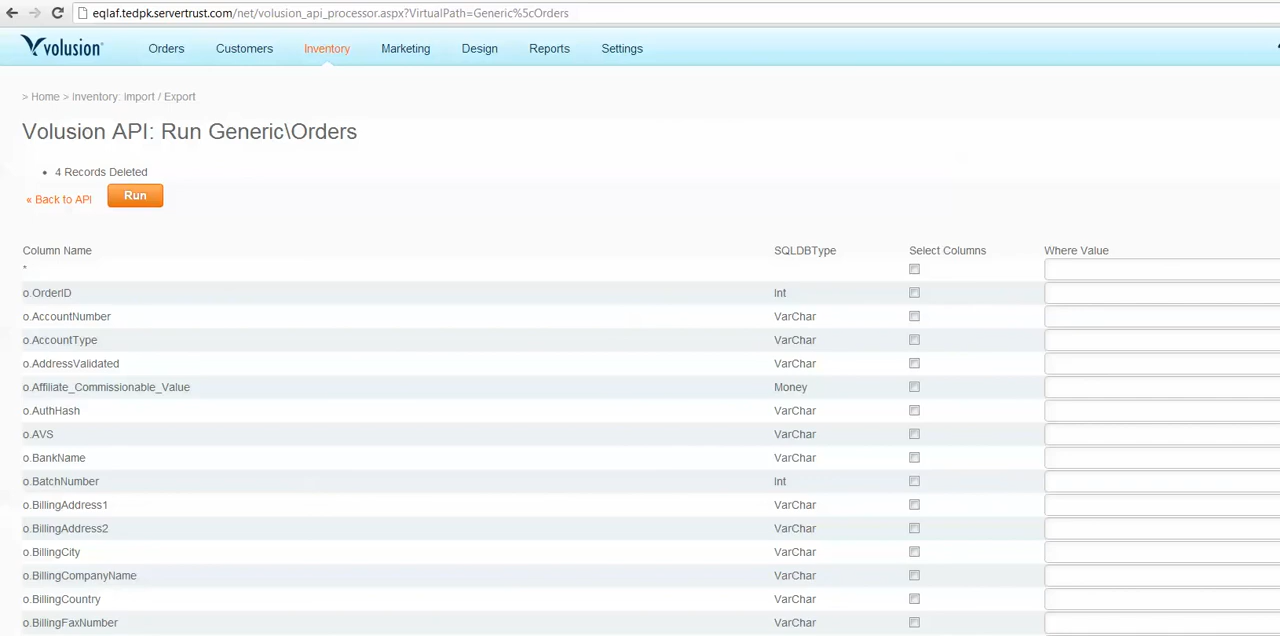 eqlaf.tedpk.servertrust.com/net/volusion_api_processor.aspx?VirtualPath=Generic%5cOrders
volusion Orders Customers Inventory Marketing Design Reports Settings
> Home > Inventory: Import / Export
Volusion API: Run Generic\Orders
• 4 Records Deleted
« Back to API Run
Column Name SQLDBType Select Columns Where Value
*
o.OrderID Int
o.AccountNumber VarChar
o.AccountType VarChar
o.AddressValidated VarChar
o.Affiliate_Commissionable_Value Money
o.AuthHash VarChar
o.AVS VarChar
o.BankName VarChar
o.BatchNumber Int
o.BillingAddress1 VarChar
o.BillingAddress2 VarChar
o.BillingCity VarChar
o.BillingCompanyName VarChar
o.BillingCountry VarChar
o.BillingFaxNumber VarChar